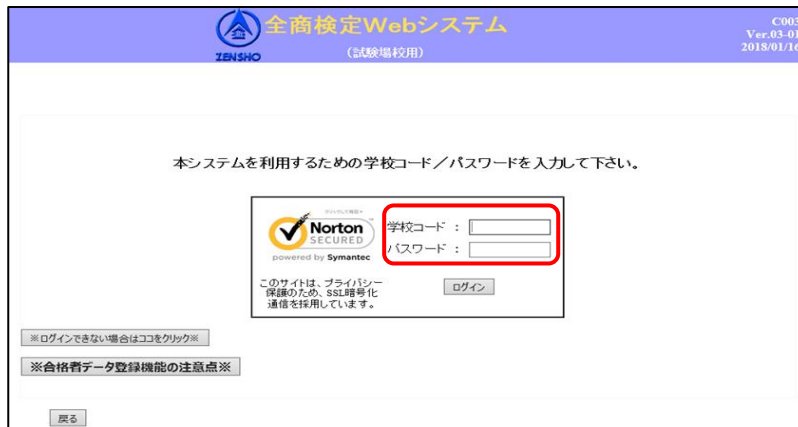 全商検定Webシステム
(試験場校用)
ZENSHO
C003
Ver.03-01
2018/01/16
本システムを利用するための学校コード／パスワードを入力して下さい。
Norton
SECURED
powered by Symantec
学校コード ：
パスワード ：
このサイトは、プライバシー
保護のため、SSL暗号化
通信を採用しています。
ログイン
※ログインできない場合はココをクリック※
※合格者データ登録機能の注意点※
戻る